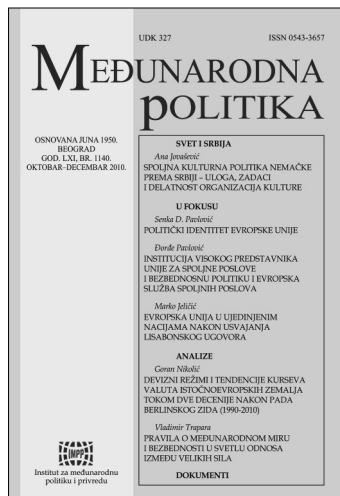 UDK 327
ISSN 0543-3657
MEĐUNARODNA
POLITIKA
OSNOVANA JUNA 1950.
BEOGRAD
GOD. LXI, BR. 1140.
OKTOBAR–DECEMBAR 2010.
SVET I SRBIJA
Ana Jovašević
SPOLJNA KULTURNA POLITIKA NEMAČKE
PREMA SRBIJI – ULOGA, ZADACI
I DELATNOST ORGANIZACIJA KULTURE
U FOKUSU
Senka D. Pavlović
POLITIČKI IDENTITET EVROPSKE UNIJE
Đorđe Pavlović
INSTITUCIJA VISOKOG PREDSTAVNIKA
UNIJE ZA SPOLJNE POSLOVE
I BEZBEDNOSNU POLITIKU I EVROPSKA
SLUŽBA SPOLJNIH POSLOVA
Marko Jeličić
EVROPSKA UNIJA U UJEDINJENIM
NACIJAMA NAKON USVAJANJA
LISABONSKOG UGOVORA
ANALIZE
Goran Nikolić
DEVIZNI REŽIMI I TENDENCIJE KURSEVA
VALUTA ISTOČNOEVROPSKIH ZEMALJA
TOKOM DVE DECENIJE NAKON PADA
BERLINSKOG ZIDA (1990-2010)
Vladimir Trapara
PRAVILA O MEĐUNARODNOM MIRU
I BEZBEDNOSTI U SVETLU ODNOSA
IZMEĐU VELIKIH SILA
DOKUMENTI
IMPP
Institut za međunarodnu
politiku i privredu